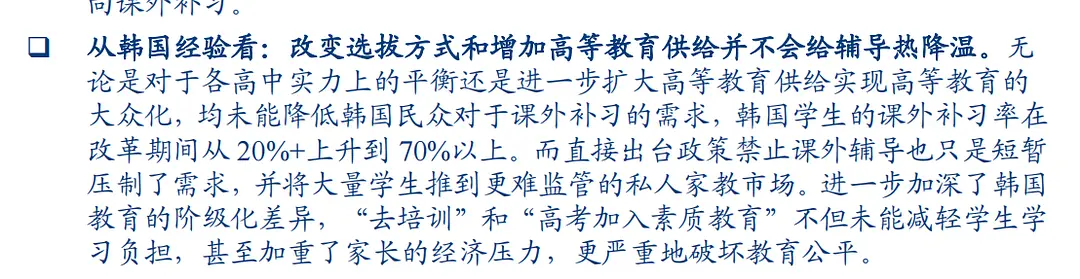 向课外补习。
❑ 从韩国经验看：改变选拔方式和增加高等教育供给并不会给辅导热降温。无
论是对于各高中实力上的平衡还是进一步扩大高等教育供给实现高等教育的
大众化，均未能降低韩国民众对于课外补习的需求，韩国学生的课外补习率在
改革期间从 20%+上升到 70%以上。而直接出台政策禁止课外辅导也只是短暂
压制了需求，并将大量学生推到更难监管的私人家教市场。进一步加深了韩国
教育的阶级化差异，“去培训”和“高考加入素质教育”不但未能减轻学生学
习负担，甚至加重了家长的经济压力，更严重地破坏教育公平。